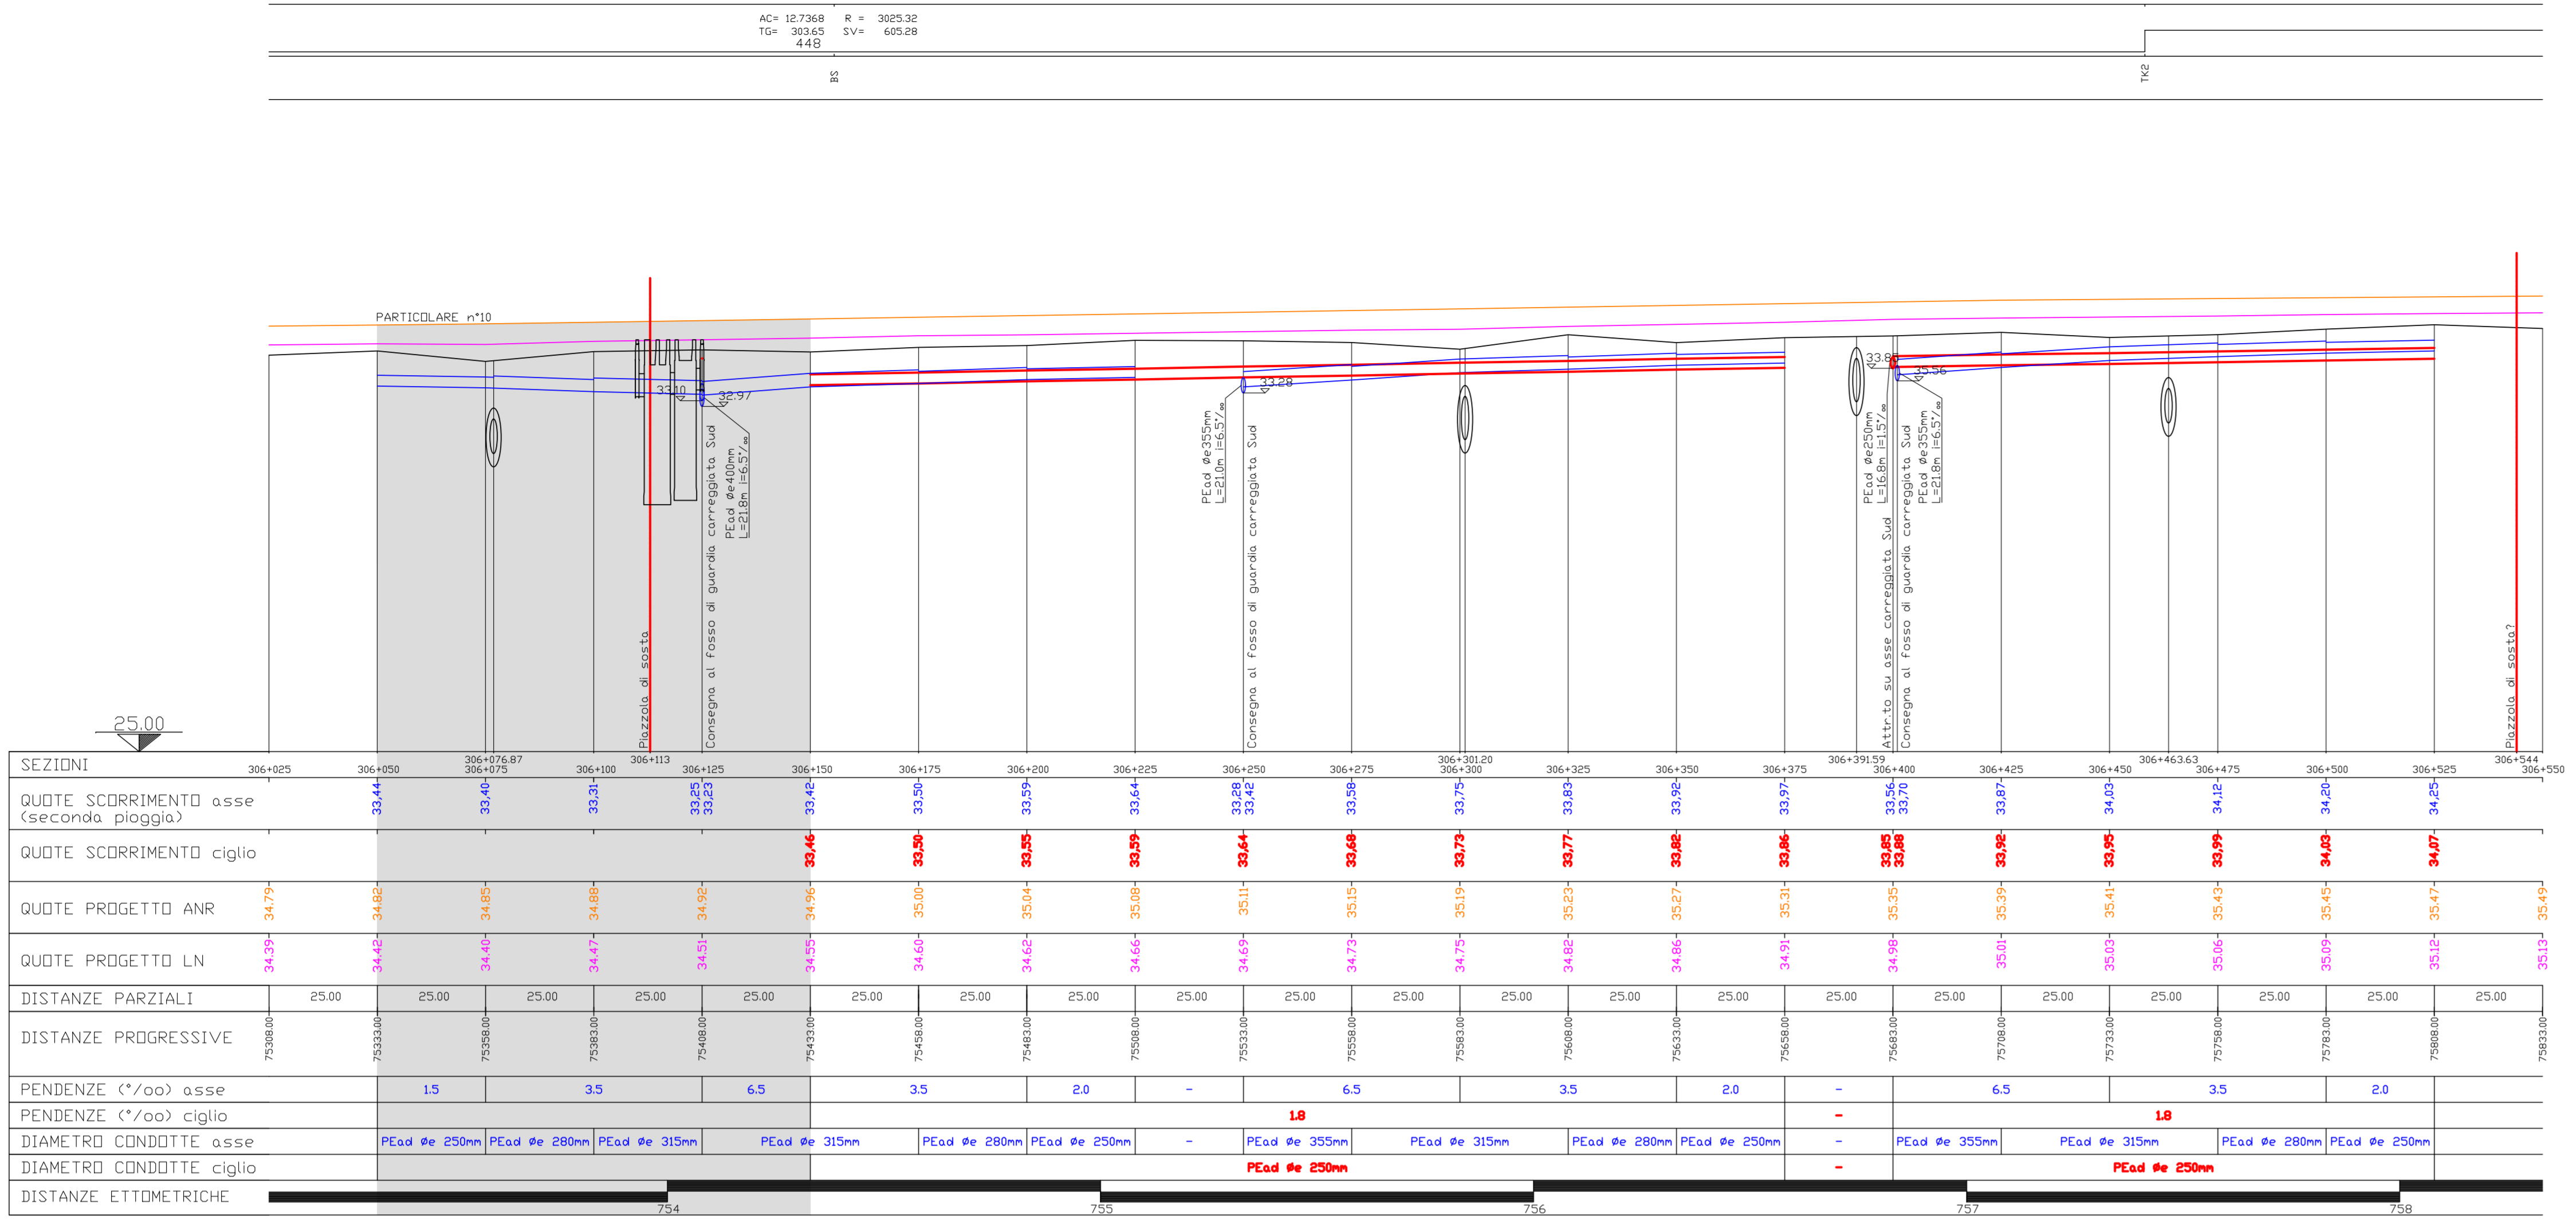 AC= 12.7368 R = 3025.32
TG= 303.65 SV= 605.28
448
BS
TK2
PARTICOLARE n°10
33.10
32.97
33.28
35.56
PEad Øe400mm
L=21.8m i=6.5°/∞
PEad Øe355mm
L=21.0m i=6.5°/∞
PEad Øe250mm
L=16.8m i=1.5°/∞
PEad Øe355mm
L=21.8m i=6.5°/∞
Piazzola di sosta
Consegna al fosso di guardia carreggiata Sud
Consegna al fosso di guardia carreggiata Sud
Attr.to su asse carreggiata Sud
Consegna al fosso di guardia carreggiata Sud
Piazzola di sosta?
25.00
306+076.87 306+113 306+301.20 306+391.59 306+463.63 306+544
SEZIONI 306+025 306+050 306+075 306+100 306+125 306+150 306+175 306+200 306+225 306+250 306+275 306+300 306+325 306+350 306+375 306+400 306+425 306+450 306+475 306+500 306+525 306+550
QUOTE SCORRIMENTO asse 33,44 33,40 33,31 33,25 33,23 33,42 33,50 33,59 33,64 33,28 33,42 33,58 33,75 33,83 33,92 33,97 33,56 33,70 33,87 34,03 34,12 34,20 34,25
(seconda pioggia)
QUOTE SCORRIMENTO ciglio 33,46 33,50 33,55 33,59 33,64 33,68 33,73 33,77 33,82 33,86 33,85 33,88 33,92 33,95 33,99 34,03 34,07
QUOTE PROGETTO ANR 34.79 34.82 34.85 34.88 34.92 34.96 35.00 35.04 35.08 35.11 35.15 35.19 35.23 35.27 35.31 35.35 35.39 35.41 35.43 35.45 35.47 35.49
QUOTE PROGETTO LN 34.39 34.42 34.40 34.47 34.51 34.55 34.60 34.62 34.66 34.69 34.73 34.75 34.82 34.86 34.91 34.98 35.01 35.03 35.06 35.09 35.12 35.13
DISTANZE PARZIALI 25.00 25.00 25.00 25.00 25.00 25.00 25.00 25.00 25.00 25.00 25.00 25.00 25.00 25.00 25.00 25.00 25.00 25.00 25.00 25.00 25.00
DISTANZE PROGRESSIVE 75308.00 75333.00 75358.00 75383.00 75408.00 75433.00 75458.00 75483.00 75508.00 75533.00 75558.00 75583.00 75608.00 75633.00 75658.00 75683.00 75708.00 75733.00 75758.00 75783.00 75808.00 75833.00
PENDENZE (°/oo) asse 1.5 3.5 6.5 3.5 2.0 - 6.5 3.5 2.0 - 6.5 3.5 2.0
PENDENZE (°/oo) ciglio 1.8 - 1.8
DIAMETRO CONDOTTE asse PEad Øe 250mm PEad Øe 280mm PEad Øe 315mm PEad Øe 315mm PEad Øe 280mm PEad Øe 250mm - PEad Øe 355mm PEad Øe 315mm PEad Øe 280mm PEad Øe 250mm - PEad Øe 355mm PEad Øe 315mm PEad Øe 280mm PEad Øe 250mm
DIAMETRO CONDOTTE ciglio PEad Øe 250mm - PEad Øe 250mm
DISTANZE ETTOMETRICHE
754 755 756 757 758